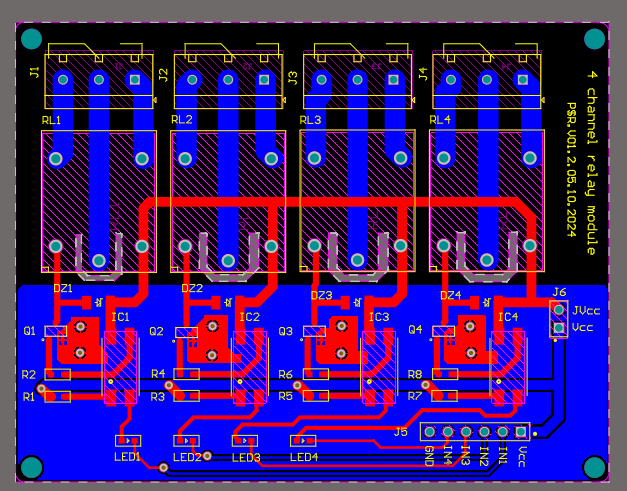 J1
J2
J3
J4
4 channel relay module
P$R.V01.2.05.10.2024
RL1
RL2
RL3
RL4
DZ1
DZ2
DZ3
DZ4
J6
IC1
IC2
IC3
IC4
JVcc
Vcc
Q1
Q2
Q3
Q4
R2
R4
R6
R8
R1
R3
R5
R7
J5
GND
IN4
IN3
IN2
IN1
Vcc
LED1
LED2
LED3
LED4